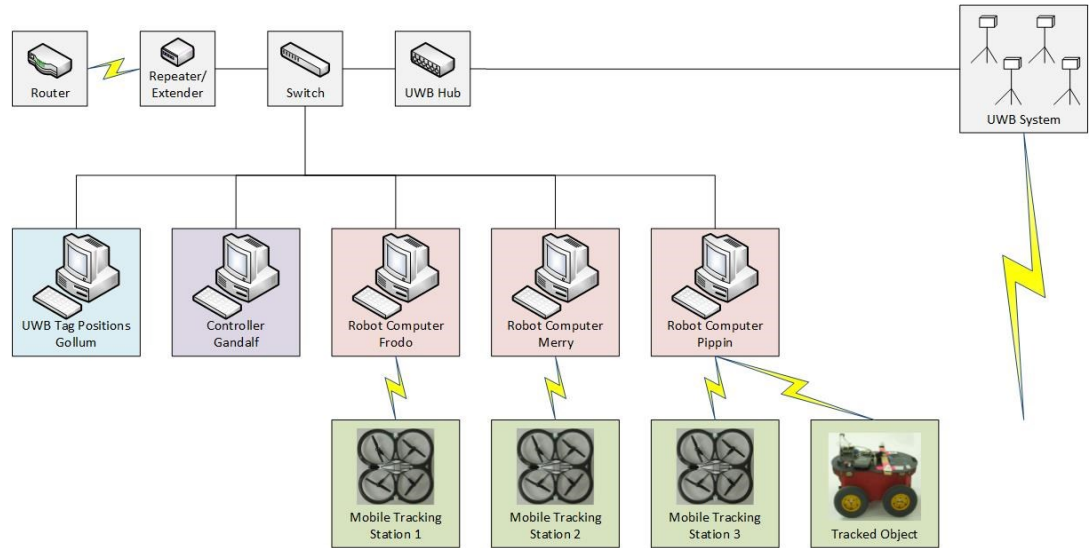 Router
Repeater/
Extender
Switch
UWB Hub
UWB System
UWB Tag Positions
Gollum
Controller
Gandalf
Robot Computer
Frodo
Robot Computer
Merry
Robot Computer
Pippin
Mobile Tracking
Station 1
Mobile Tracking
Station 2
Mobile Tracking
Station 3
Tracked Object